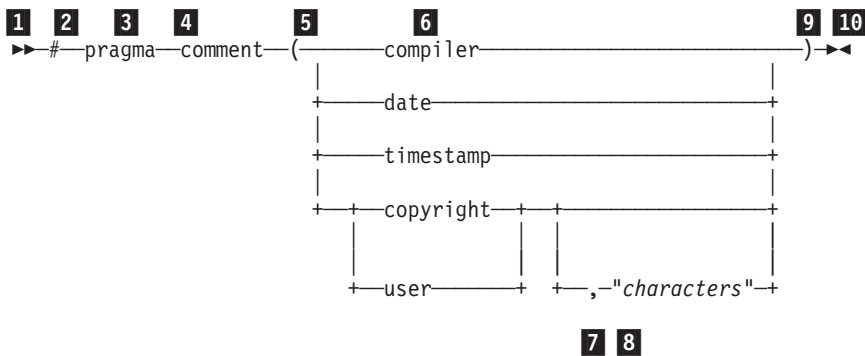 1 2 3 4 5 6 9 10
# pragma comment ( compiler )
date
timestamp
copyright
user , "characters"
7 8